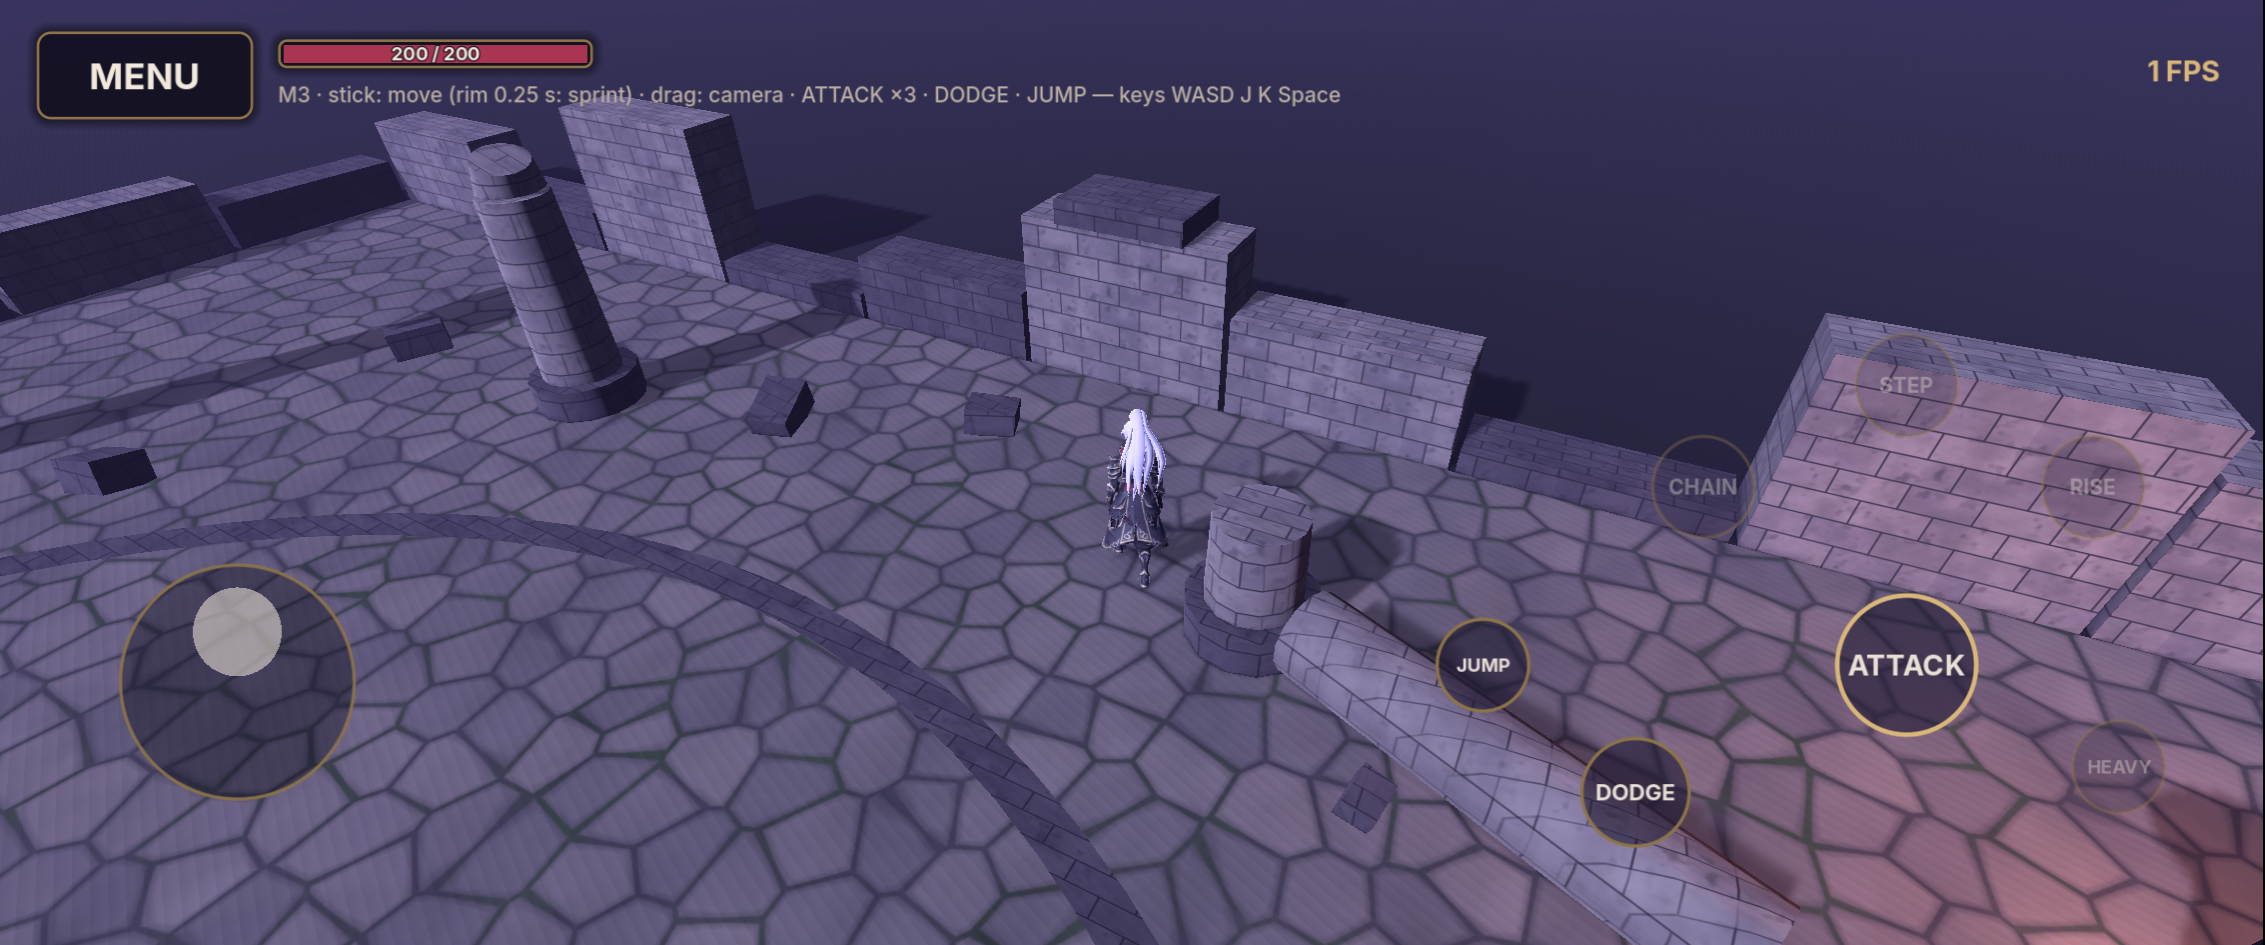 MENU
200 / 200
1 FPS
M3 · stick: move (rim 0.25 s: sprint) · drag: camera · ATTACK ×3 · DODGE · JUMP — keys WASD J K Space
STEP
CHAIN
RISE
JUMP
ATTACK
HEAVY
DODGE